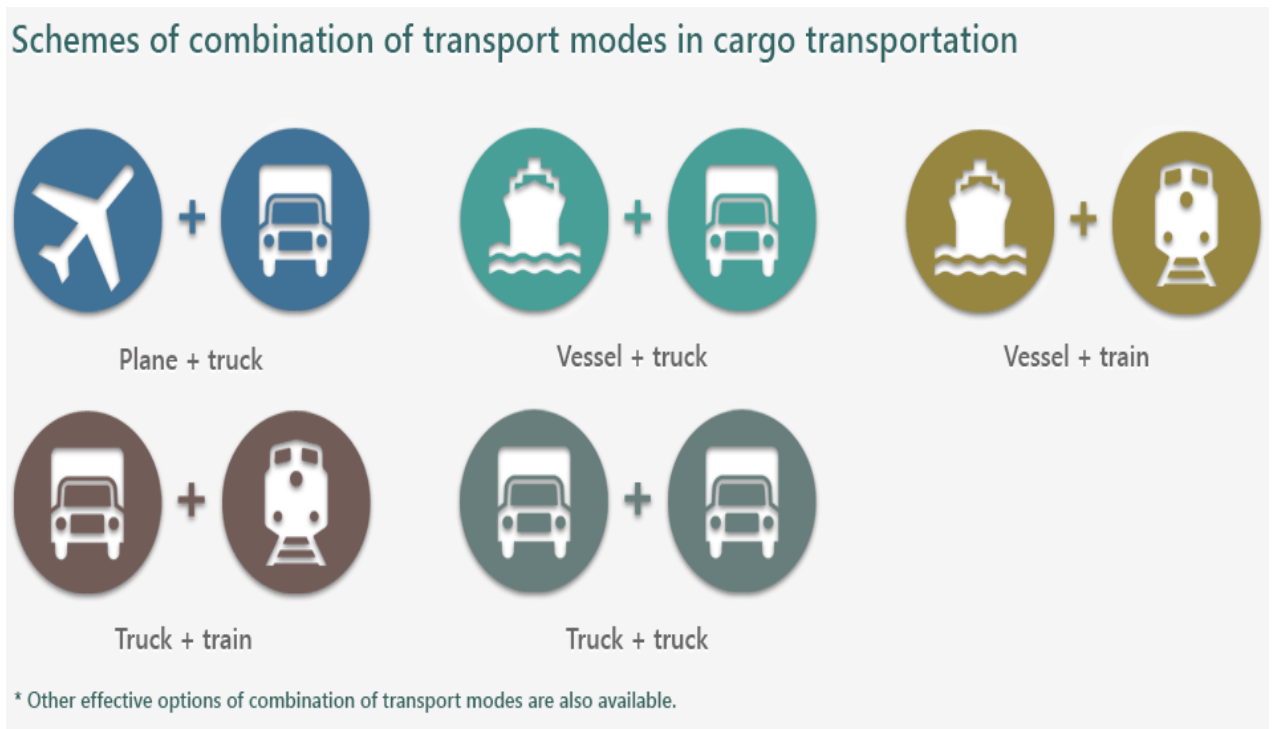 Schemes of combination of transport modes in cargo transportation
+
+
+
Plane + truck
Vessel + truck
Vessel + train
+
+
Truck + train
Truck + truck
* Other effective options of combination of transport modes are also available.